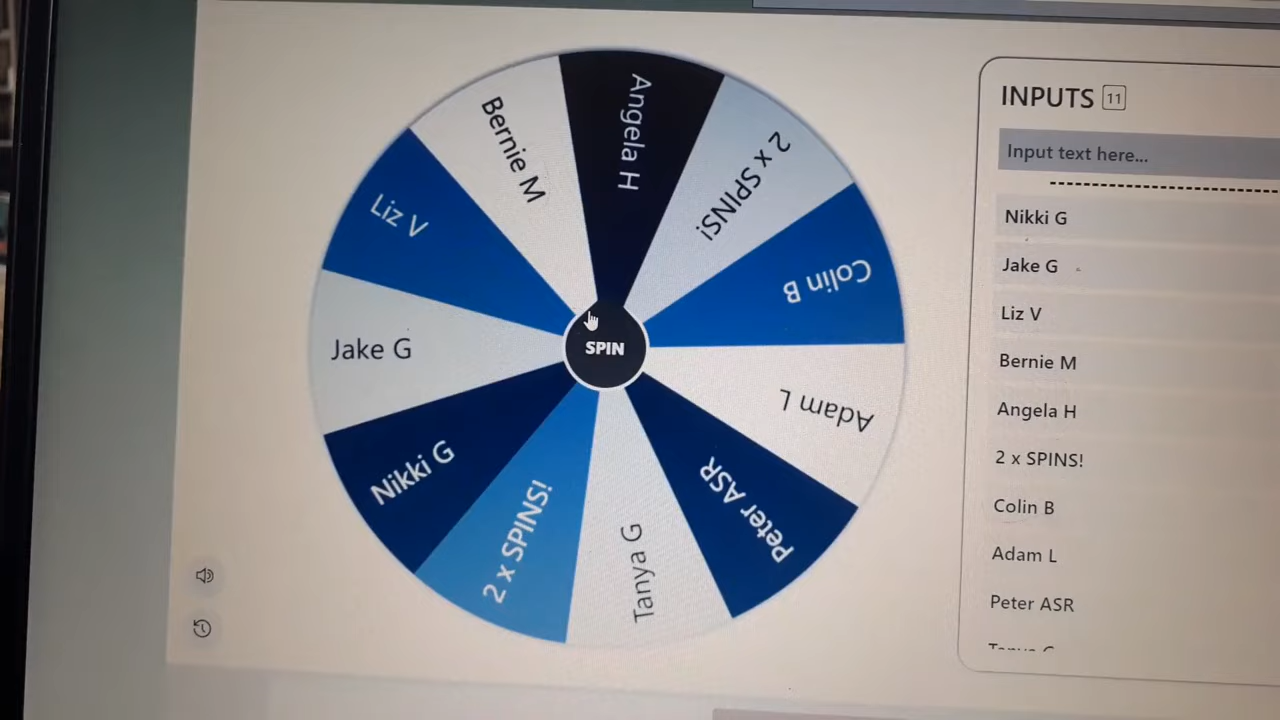 Angela H
2 x SPINS!
Colin B
Adam L
Peter ASR
Tanya G
2 x SPINS!
Nikki G
Jake G
Liz V
Bernie M
SPIN
INPUTS 11
Input text here...
Nikki G
Jake G
Liz V
Bernie M
Angela H
2 x SPINS!
Colin B
Adam L
Peter ASR